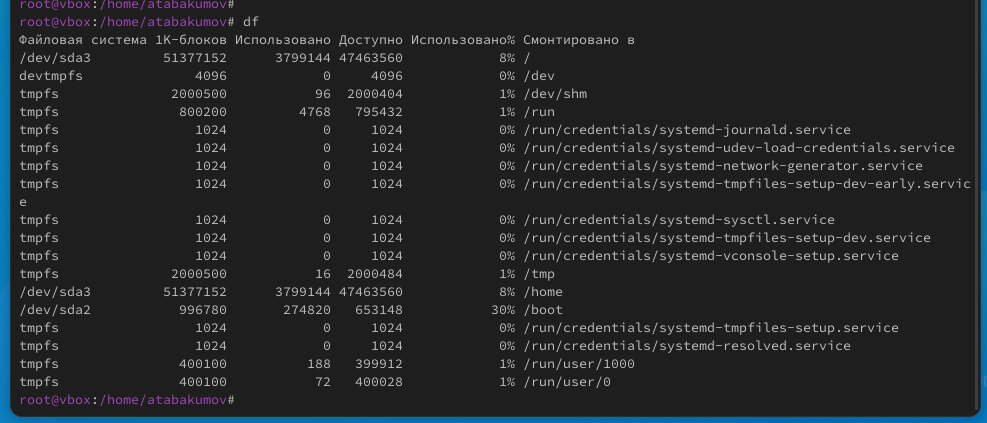 root@vbox:/home/atabakumov#
root@vbox:/home/atabakumov# df
Файловая система 1K-блоков Использовано Доступно Использовано% Смонтировано в
/dev/sda3 51377152 3799144 47463560 8% /
devtmpfs 4096 0 4096 0% /dev
tmpfs 2000500 96 2000404 1% /dev/shm
tmpfs 800200 4768 795432 1% /run
tmpfs 1024 0 1024 0% /run/credentials/systemd-journald.service
tmpfs 1024 0 1024 0% /run/credentials/systemd-udev-load-credentials.service
tmpfs 1024 0 1024 0% /run/credentials/systemd-network-generator.service
tmpfs 1024 0 1024 0% /run/credentials/systemd-tmpfiles-setup-dev-early.servic
e
tmpfs 1024 0 1024 0% /run/credentials/systemd-sysctl.service
tmpfs 1024 0 1024 0% /run/credentials/systemd-tmpfiles-setup-dev.service
tmpfs 1024 0 1024 0% /run/credentials/systemd-vconsole-setup.service
tmpfs 2000500 16 2000484 1% /tmp
/dev/sda3 51377152 3799144 47463560 8% /home
/dev/sda2 996780 274820 653148 30% /boot
tmpfs 1024 0 1024 0% /run/credentials/systemd-tmpfiles-setup.service
tmpfs 1024 0 1024 0% /run/credentials/systemd-resolved.service
tmpfs 400100 188 399912 1% /run/user/1000
tmpfs 400100 72 400028 1% /run/user/0
root@vbox:/home/atabakumov#